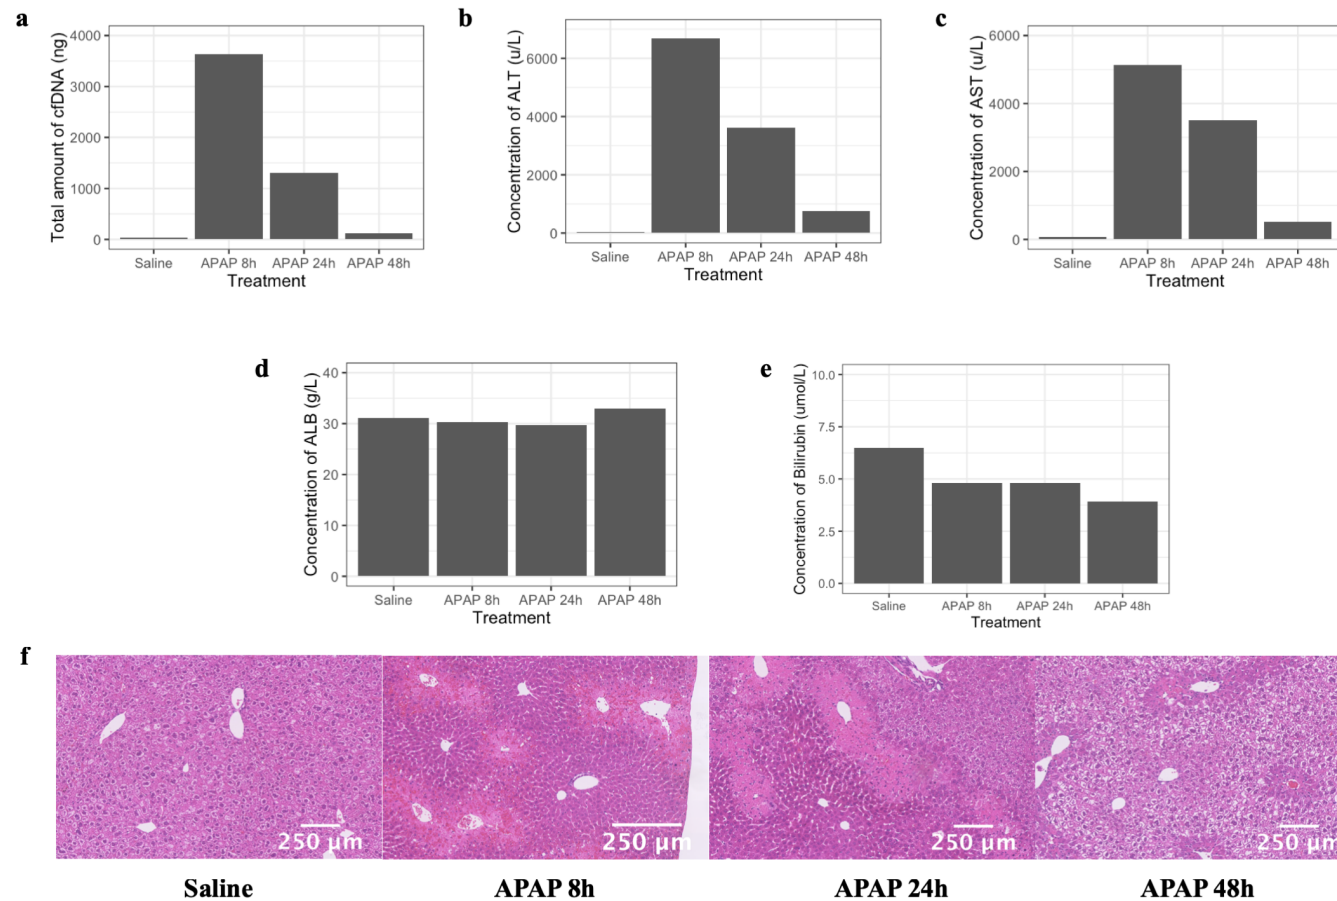 a
Total amount of cfDNA (ng)
4000
3000
2000
1000
0
Saline APAP 8h APAP 24h APAP 48h
Treatment
b
Concentration of ALT (u/L)
6000
4000
2000
0
Saline APAP 8h APAP 24h APAP 48h
Treatment
c
Concentration of AST (u/L)
6000
4000
2000
0
Saline APAP 8h APAP 24h APAP 48h
Treatment
d
Concentration of ALB (g/L)
40
30
20
10
0
Saline APAP 8h APAP 24h APAP 48h
Treatment
e
Concentration of Bilirubin (umol/L)
10.0
7.5
5.0
2.5
0.0
Saline APAP 8h APAP 24h APAP 48h
Treatment
f
250 µm 250 µm 250 µm 250 µm
Saline APAP 8h APAP 24h APAP 48h